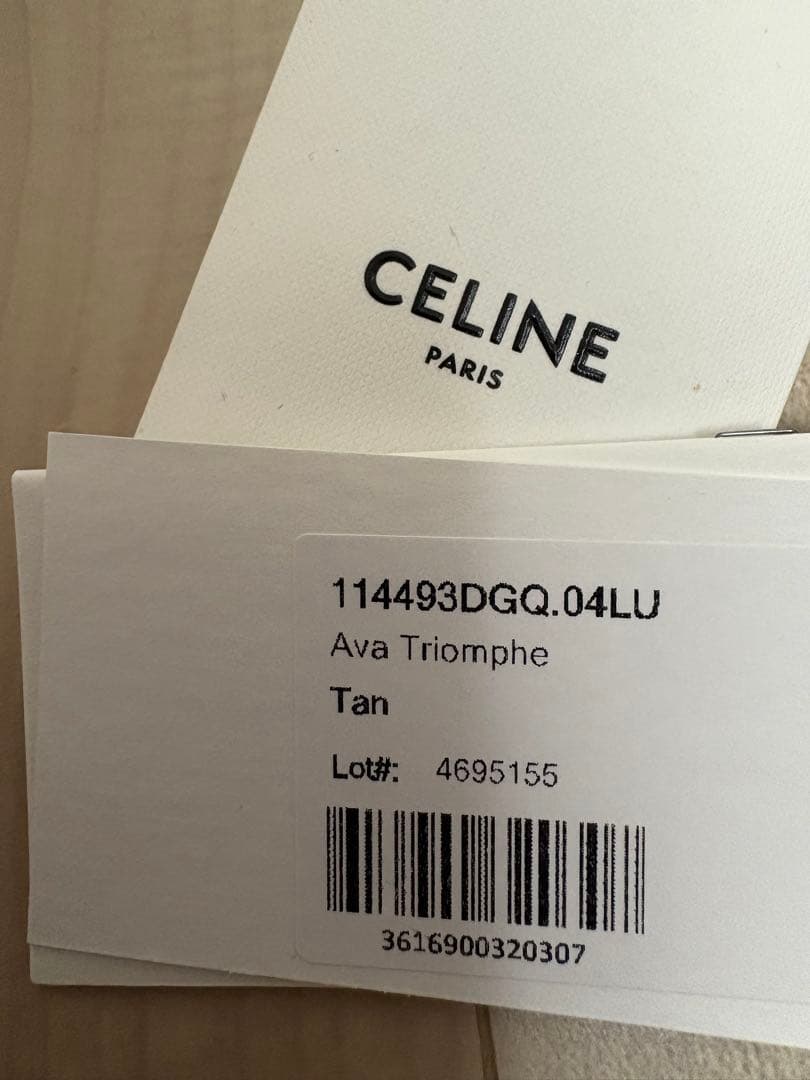 CELINE
PARIS
114493DGQ.04LU
Ava Triomphe
Tan
Lot#: 4695155
3616900320307